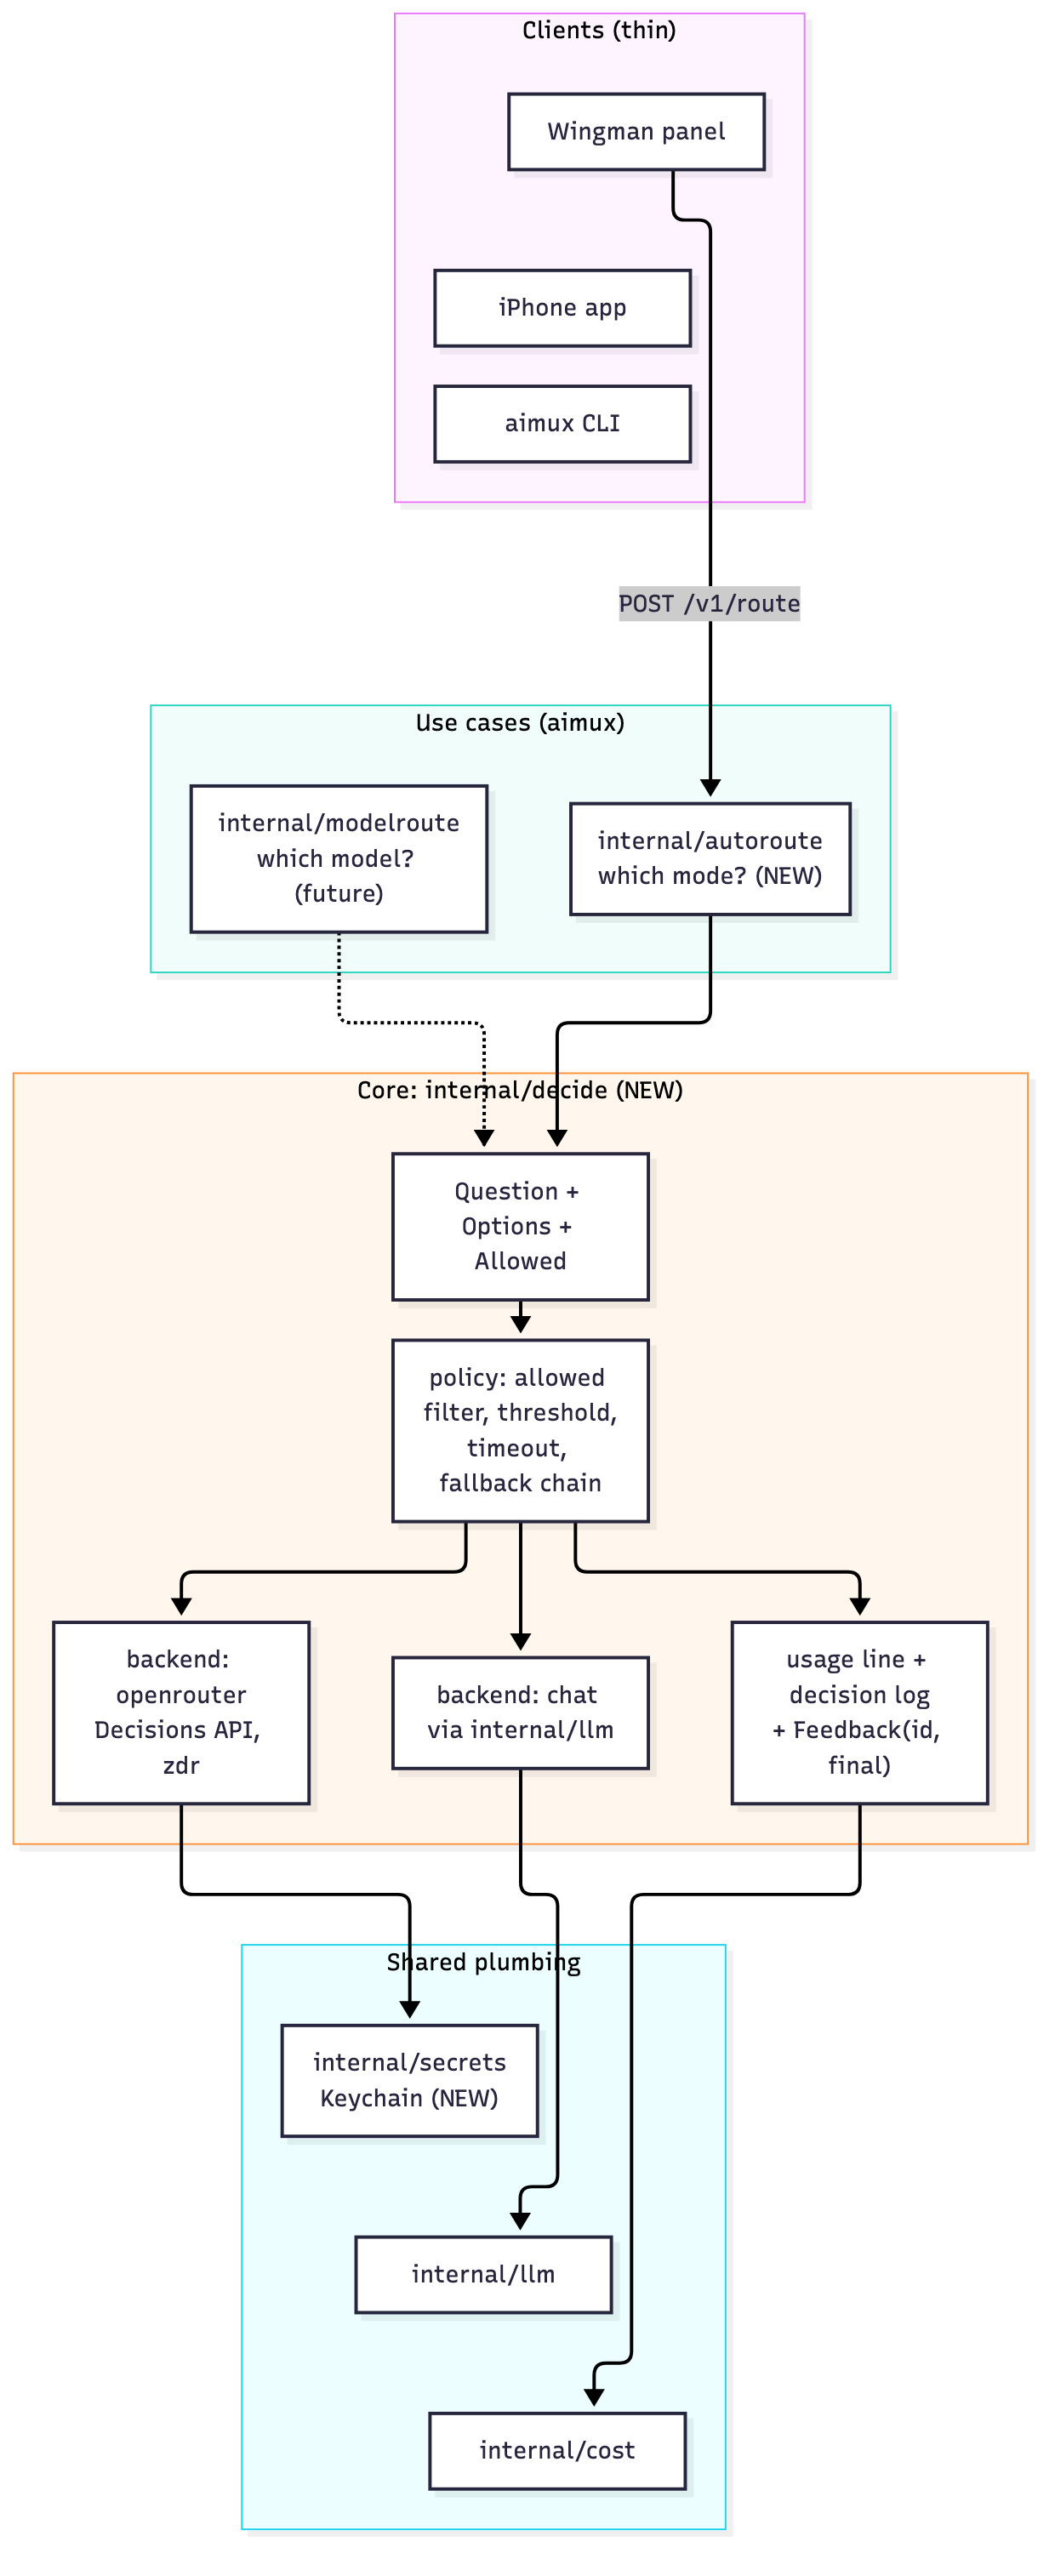 Clients (thin)
Wingman panel
iPhone app
aimux CLI
POST /v1/route
Use cases (aimux)
internal/modelroute
which model?
(future)
internal/autoroute
which mode? (NEW)
Core: internal/decide (NEW)
Question +
Options +
Allowed
policy: allowed
filter, threshold,
timeout,
fallback chain
backend:
openrouter
Decisions API,
zdr
backend: chat
via internal/llm
usage line +
decision log
+ Feedback(id,
final)
Shared plumbing
internal/secrets
Keychain (NEW)
internal/llm
internal/cost